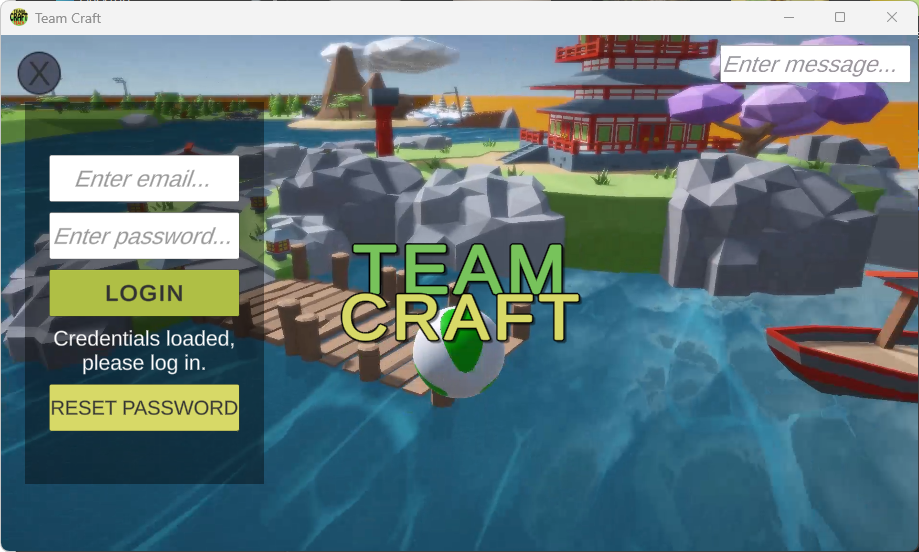 Team Craft
X
Enter message...
Enter email...
Enter password...
LOGIN
Credentials loaded,
please log in.
RESET PASSWORD
TEAM
CRAFT